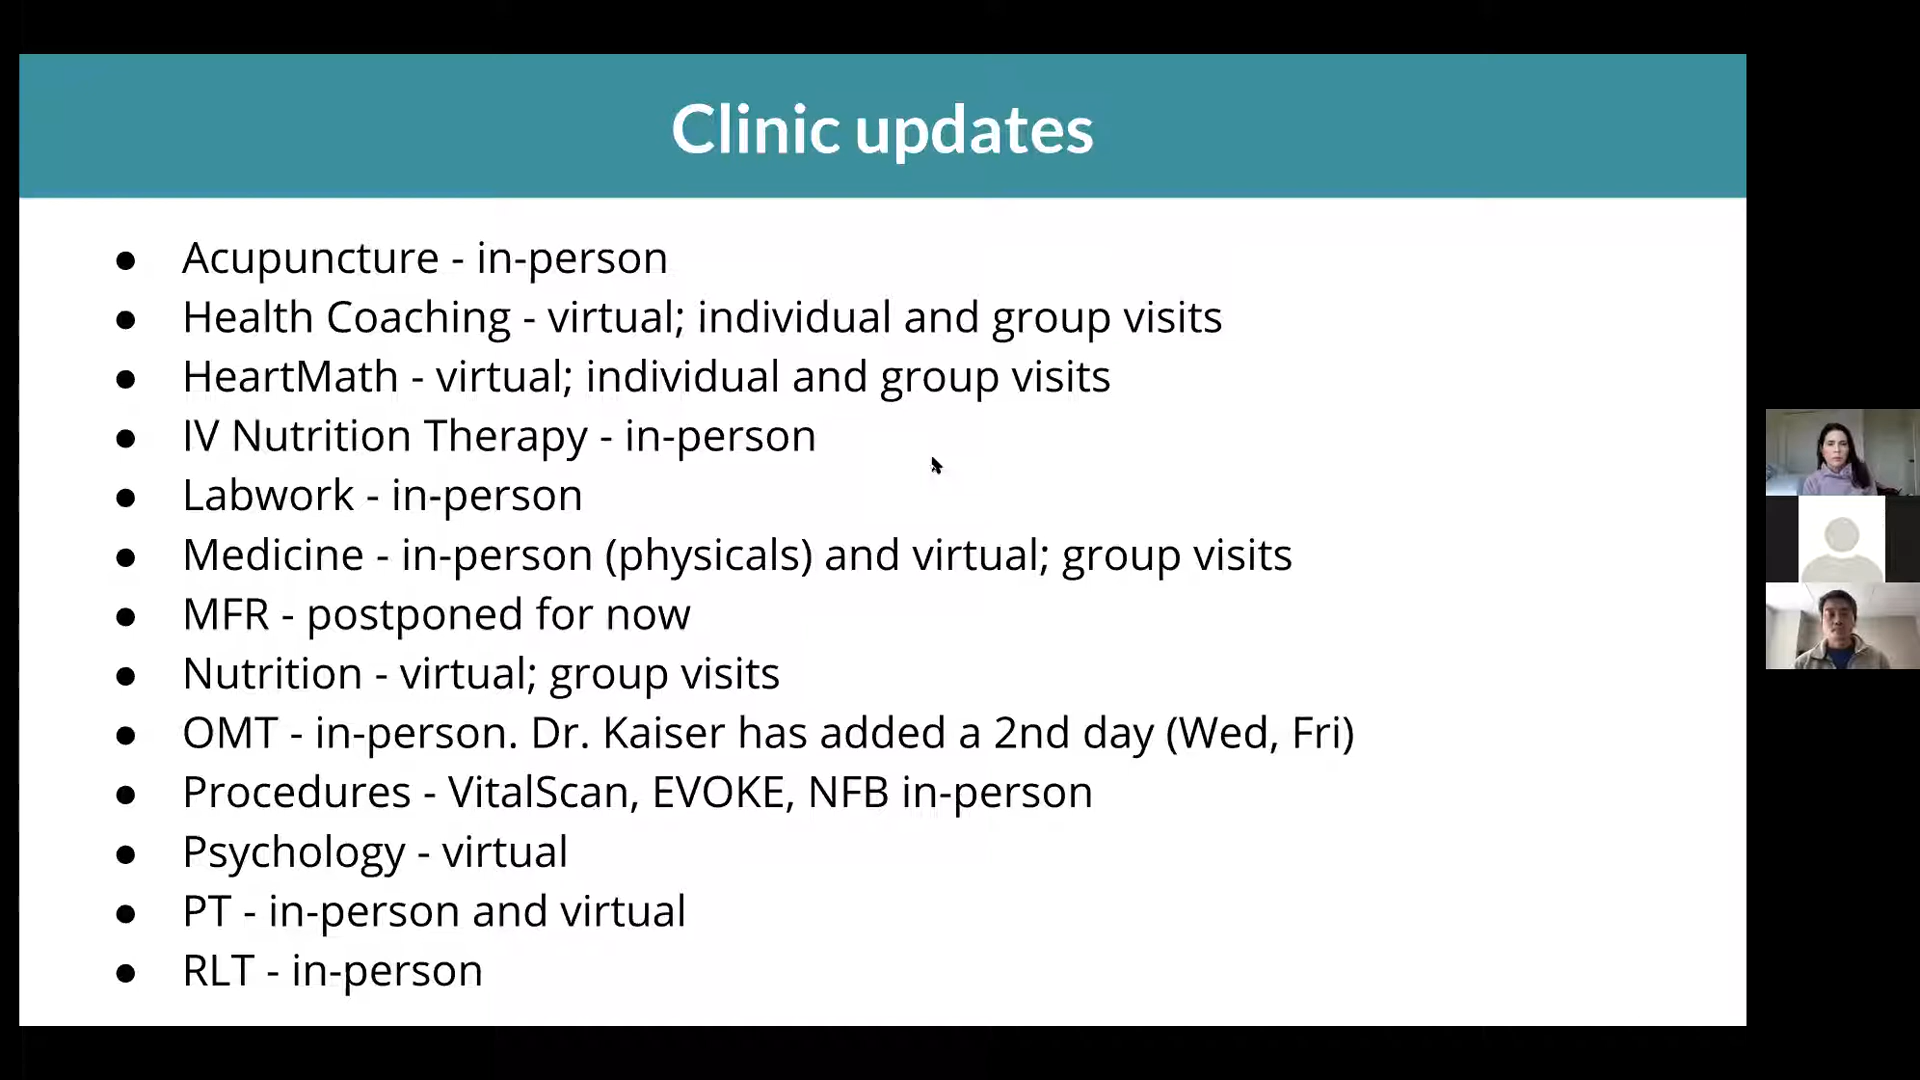 Clinic updates
● Acupuncture - in-person
● Health Coaching - virtual; individual and group visits
● HeartMath - virtual; individual and group visits
● IV Nutrition Therapy - in-person
● Labwork - in-person
● Medicine - in-person (physicals) and virtual; group visits
● MFR - postponed for now
● Nutrition - virtual; group visits
● OMT - in-person. Dr. Kaiser has added a 2nd day (Wed, Fri)
● Procedures - VitalScan, EVOKE, NFB in-person
● Psychology - virtual
● PT - in-person and virtual
● RLT - in-person